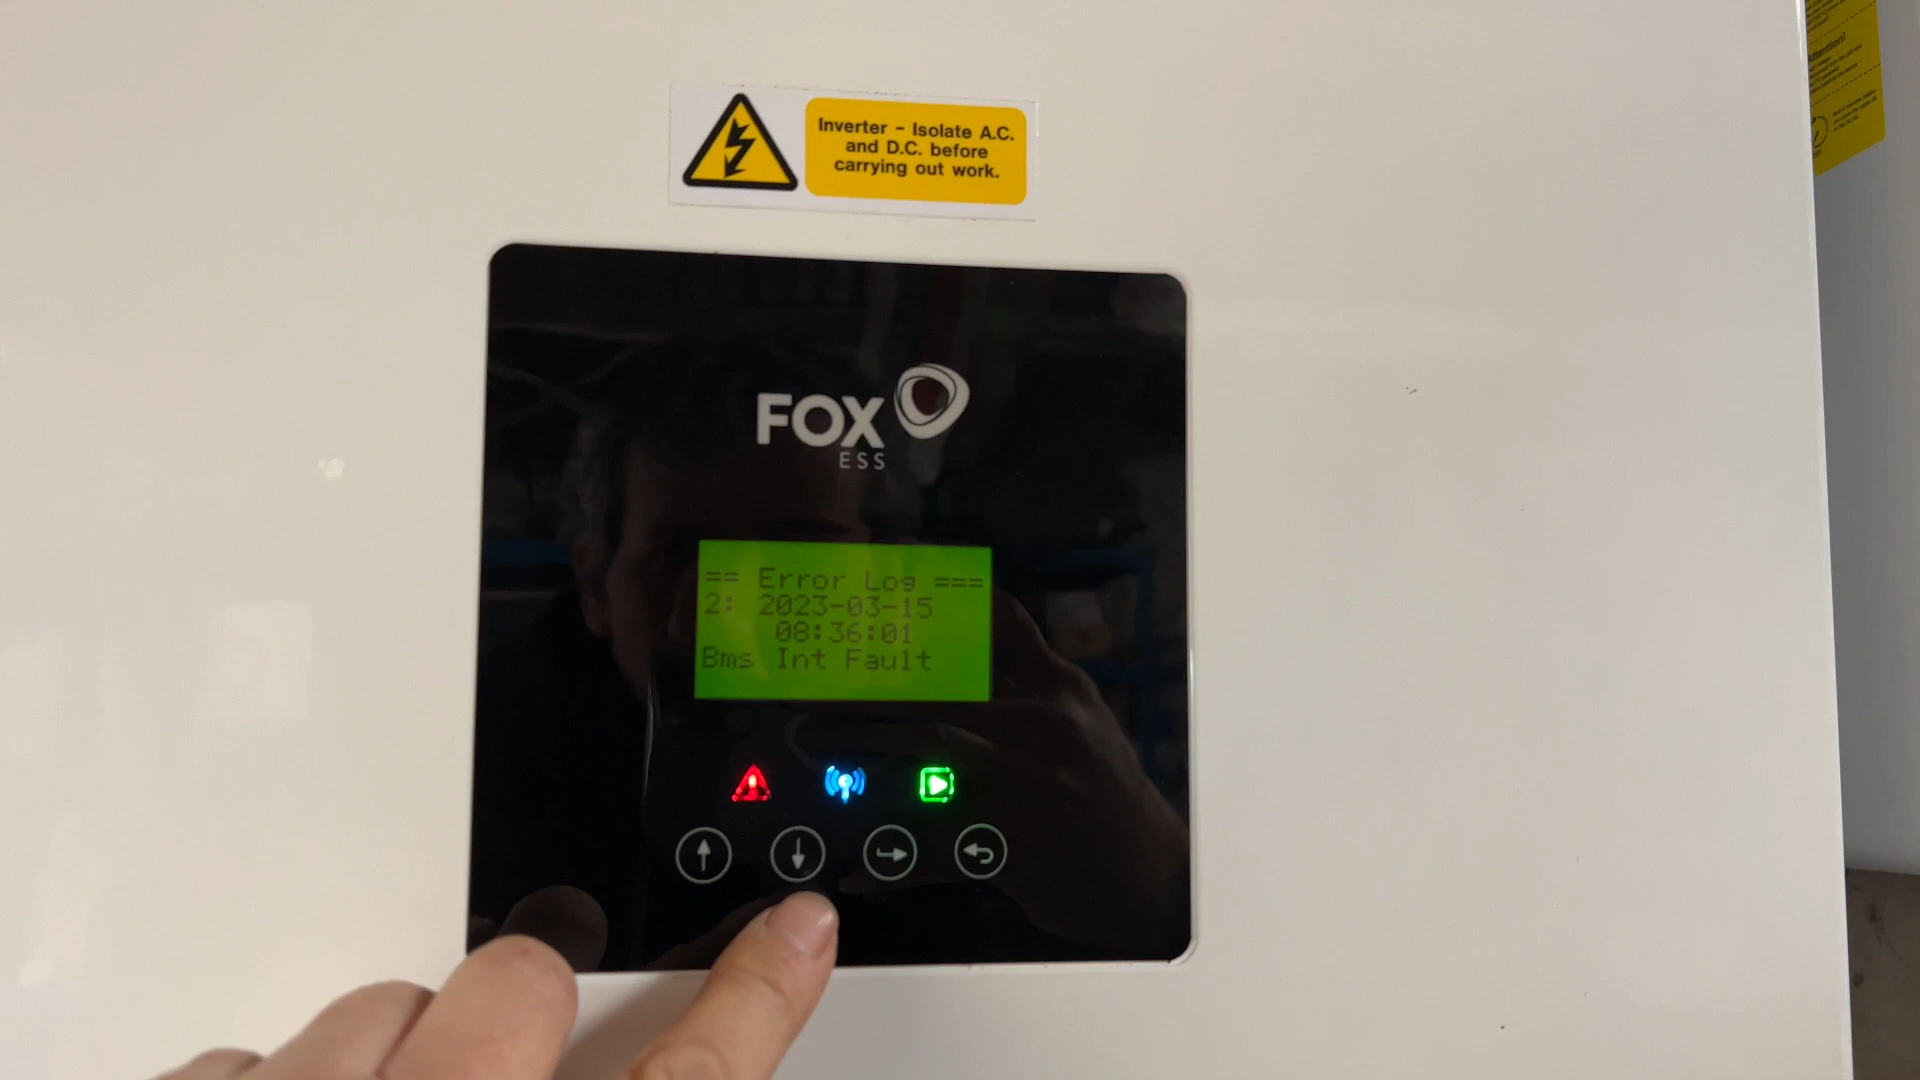 Inverter - Isolate A.C.
and D.C. before
carrying out work.
Attention!
FOX
ESS
== Error Log ===
2: 2023-03-15
08:36:01
Bms Int Fault